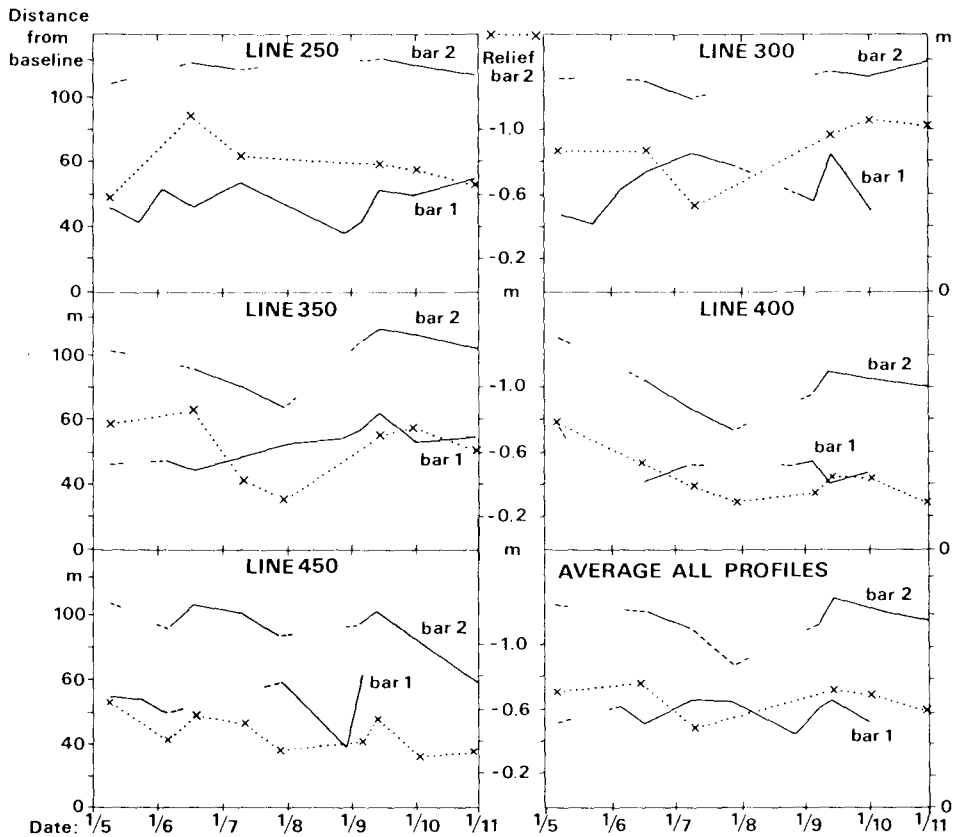 Distance
from
baseline
LINE 250
bar 2
Relief
bar 2
LINE 300
bar 2
m
100
60
40
0
-1.0
-0.6
-0.2
m
bar 1
bar 1
0
m
LINE 350
bar 2
LINE 400
bar 2
100
60
40
0
-1.0
-0.6
-0.2
m
bar 1
bar 1
0
m
LINE 450
bar 2
AVERAGE ALL PROFILES
bar 2
100
60
40
0
-1.0
-0.6
-0.2
bar 1
bar 1
0
Date: 1/5 1/6 1/7 1/8 1/9 1/10 1/11 1/5 1/6 1/7 1/8 1/9 1/10 1/11